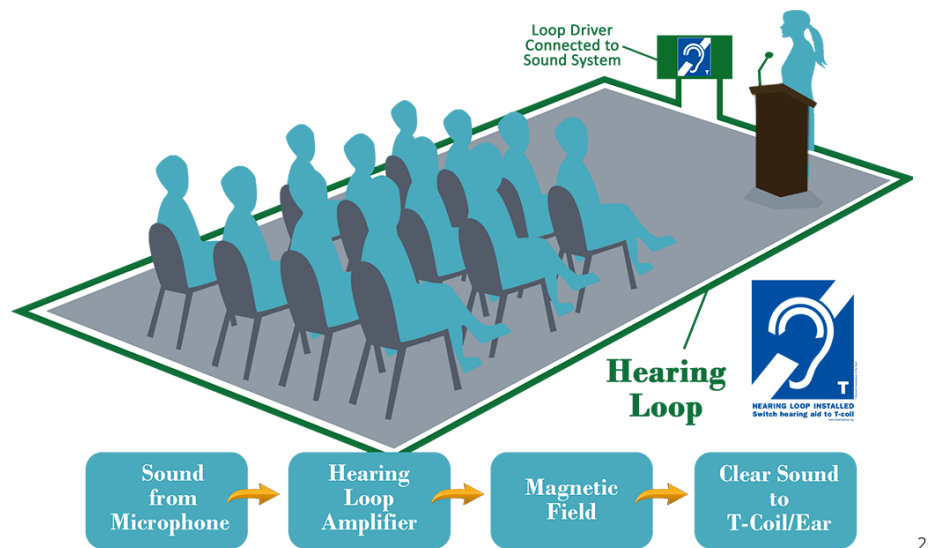 Loop Driver
Connected to
Sound System
T
Hearing
Loop
T
HEARING LOOP INSTALLED
Switch hearing aid to T-coil
Sound
from
Microphone
Hearing
Loop
Amplifier
Magnetic
Field
Clear Sound
to
T-Coil/Ear